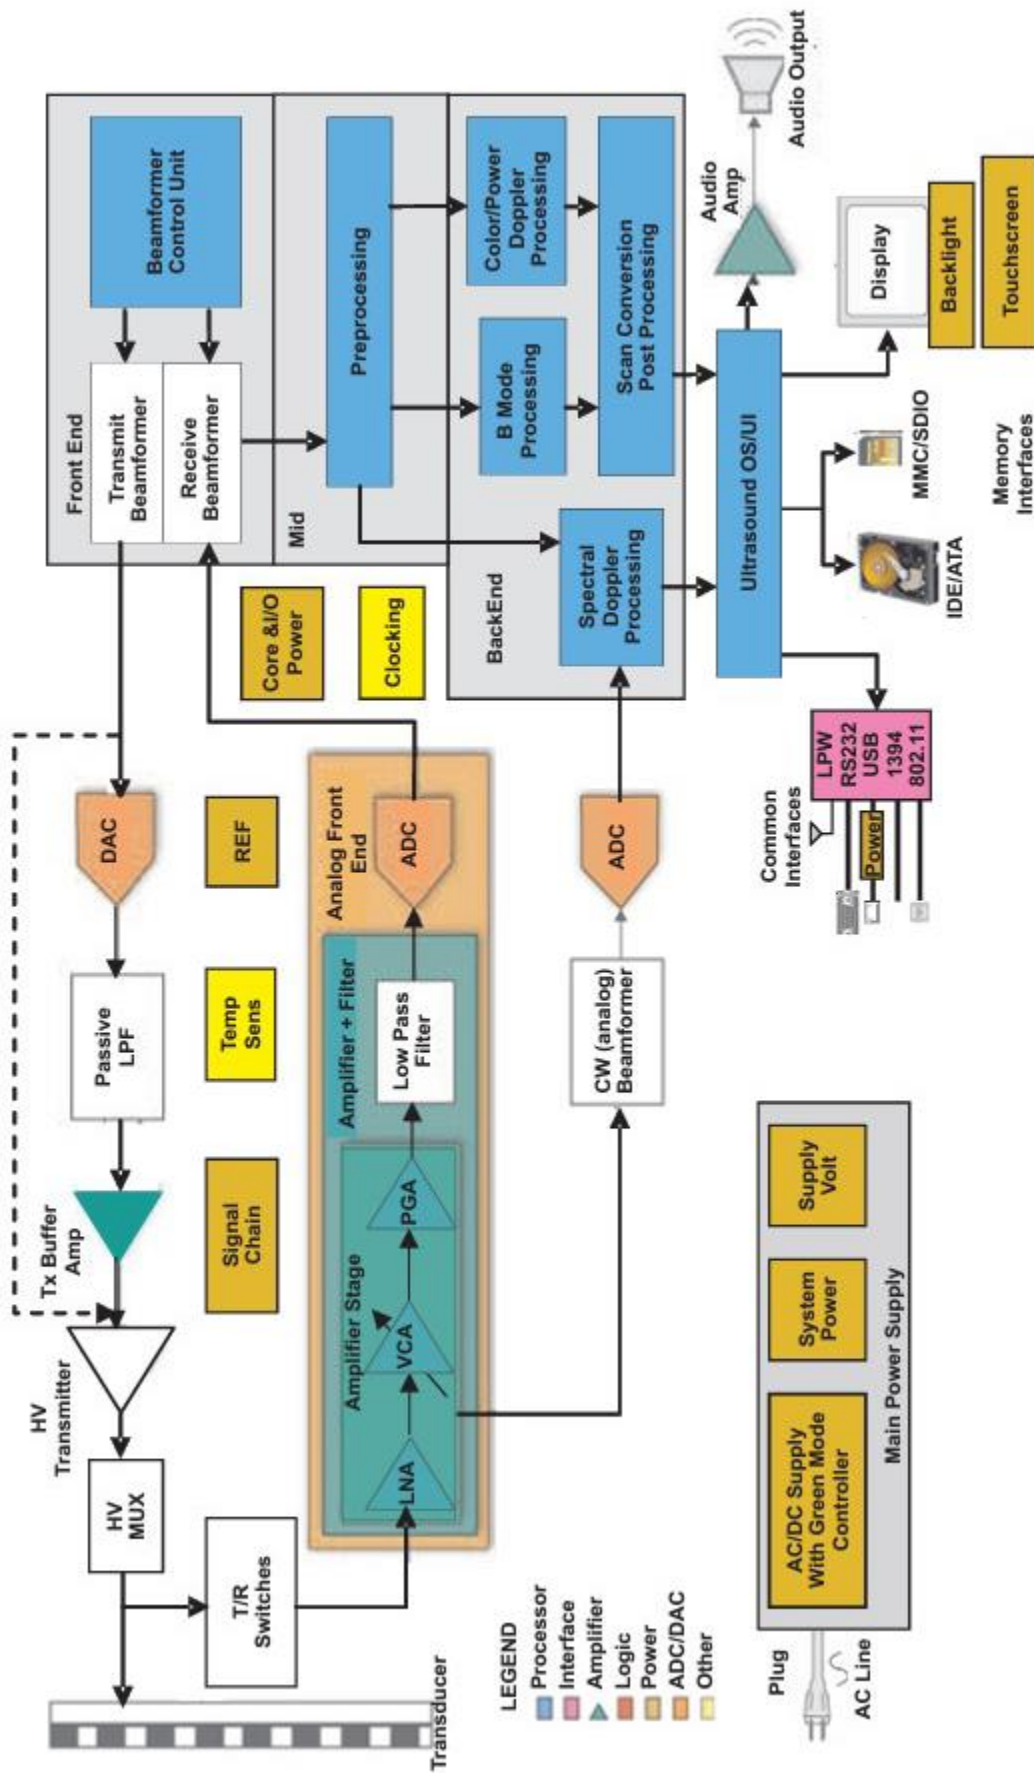 Front End
Transmit
Beamformer
Receive
Beamformer
Beamformer
Control Unit
Mid
Preprocessing
BackEnd
Spectral
Doppler
Processing
B Mode
Processing
Color/Power
Doppler
Processing
Scan Conversion
Post Processing
Ultrasound OS/UI
Audio
Amp
Audio Output
Display
Backlight
Touchscreen
MMC/SDIO
IDE/ATA
Memory
Interfaces
Common
Interfaces
LPW
RS232
USB
1394
802.11
Power
Core &I/O
Power
Clocking
DAC
REF
Passive
LPF
Temp
Sens
Tx Buffer
Amp
Signal
Chain
HV
Transmitter
HV
MUX
T/R
Switches
Transducer
Analog Front
End
ADC
Amplifier + Filter
Low Pass
Filter
Amplifier Stage
LNA
VCA
PGA
CW (analog)
Beamformer
ADC
LEGEND
Processor
Interface
Amplifier
Logic
Power
ADC/DAC
Other
Plug
AC Line
AC/DC Supply
With Green Mode
Controller
System
Power
Supply
Volt
Main Power Supply